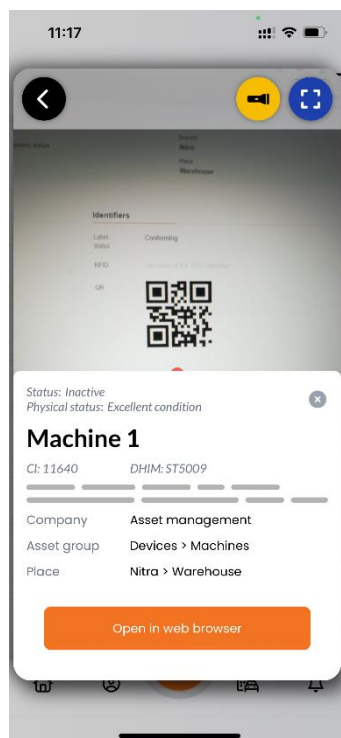 11:17
Nitra
Place
Warehouse
Identifiers
Label Conforming
Status
RFID
QR
Status: Inactive
Physical status: Excellent condition
Machine 1
CI: 11640 DHIM: ST5009
Company Asset management
Asset group Devices > Machines
Place Nitra > Warehouse
Open in web browser